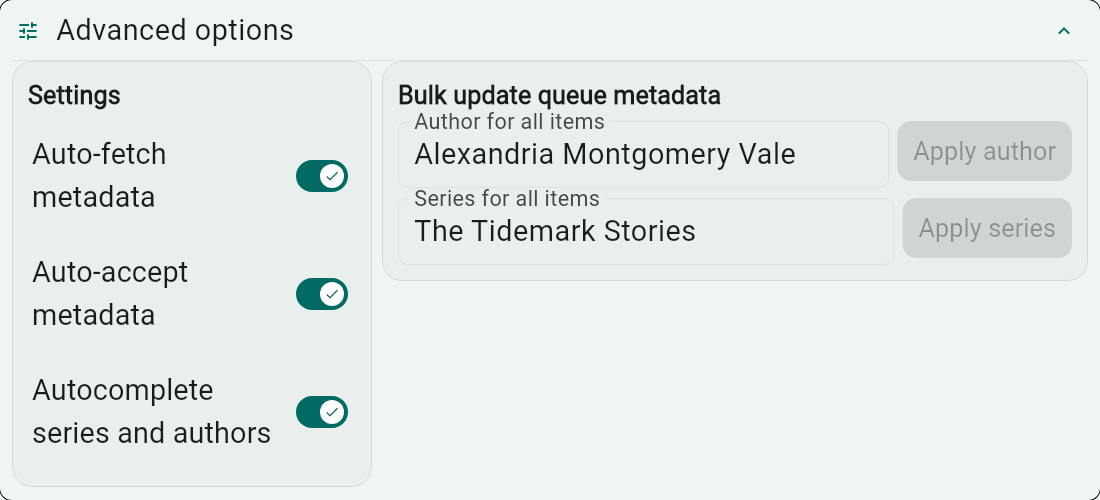 Advanced options
Settings
Auto-fetch
metadata
Auto-accept
metadata
Autocomplete
series and authors
Bulk update queue metadata
Author for all items
Alexandria Montgomery Vale
Apply author
Series for all items
The Tidemark Stories
Apply series